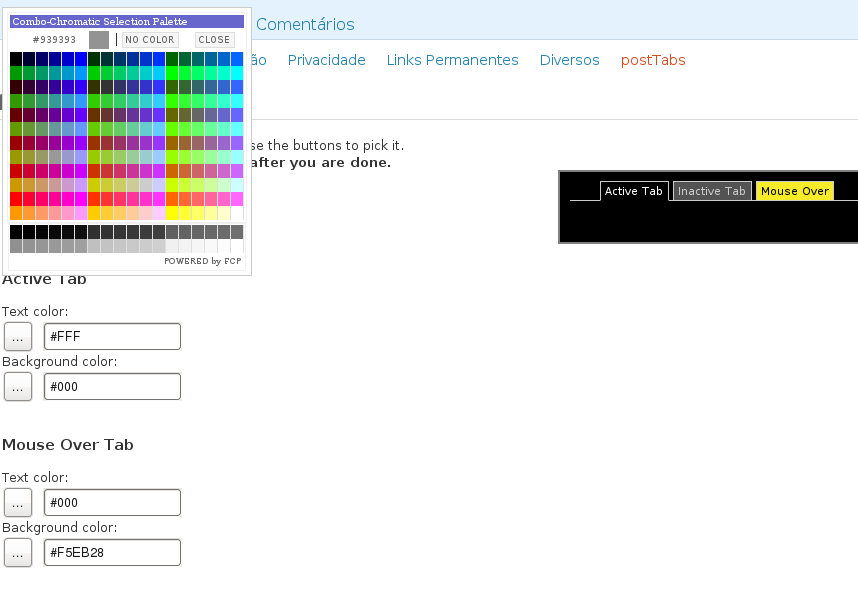 Combo-Chromatic Selection Palette
Comentários
#939393 NO COLOR CLOSE
ão Privacidade Links Permanentes Diversos postTabs
se the buttons to pick it.
after you are done.
Active Tab Inactive Tab Mouse Over
POWERED by FCP
Active Tab
Text color:
... #FFF
Background color:
... #000
Mouse Over Tab
Text color:
... #000
Background color:
... #F5EB28